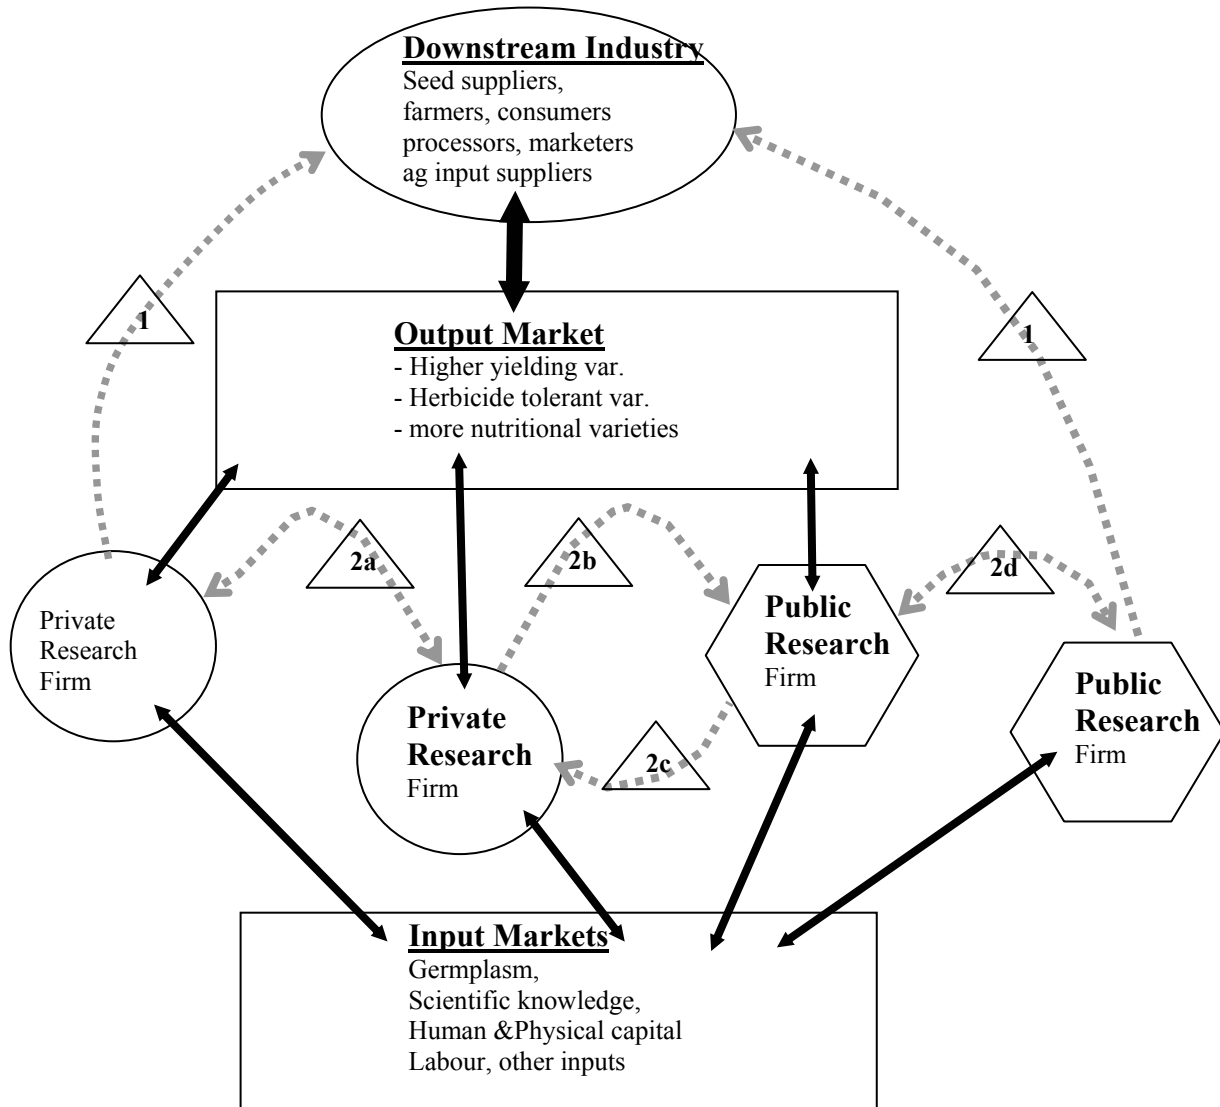 Downstream Industry
Seed suppliers,
farmers, consumers
processors, marketers
ag input suppliers
1
1
Output Market
- Higher yielding var.
- Herbicide tolerant var.
- more nutritional varieties
2a
2b
2d
Private
Research
Firm
Private
Research
Firm
Public
Research
Firm
Public
Research
Firm
2c
Input Markets
Germplasm,
Scientific knowledge,
Human &Physical capital
Labour, other inputs